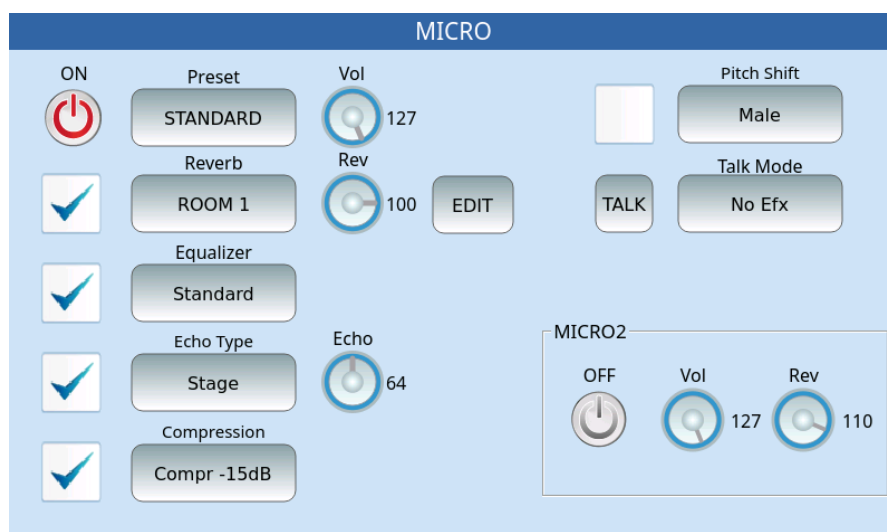 MICRO
ON
Preset
Vol
STANDARD
127
Reverb
Rev
ROOM 1
100
EDIT
Equalizer
Standard
Echo Type
Echo
Stage
64
Compression
Compr -15dB
Pitch Shift
Male
Talk Mode
TALK
No Efx
MICRO2
OFF
Vol
Rev
127
110